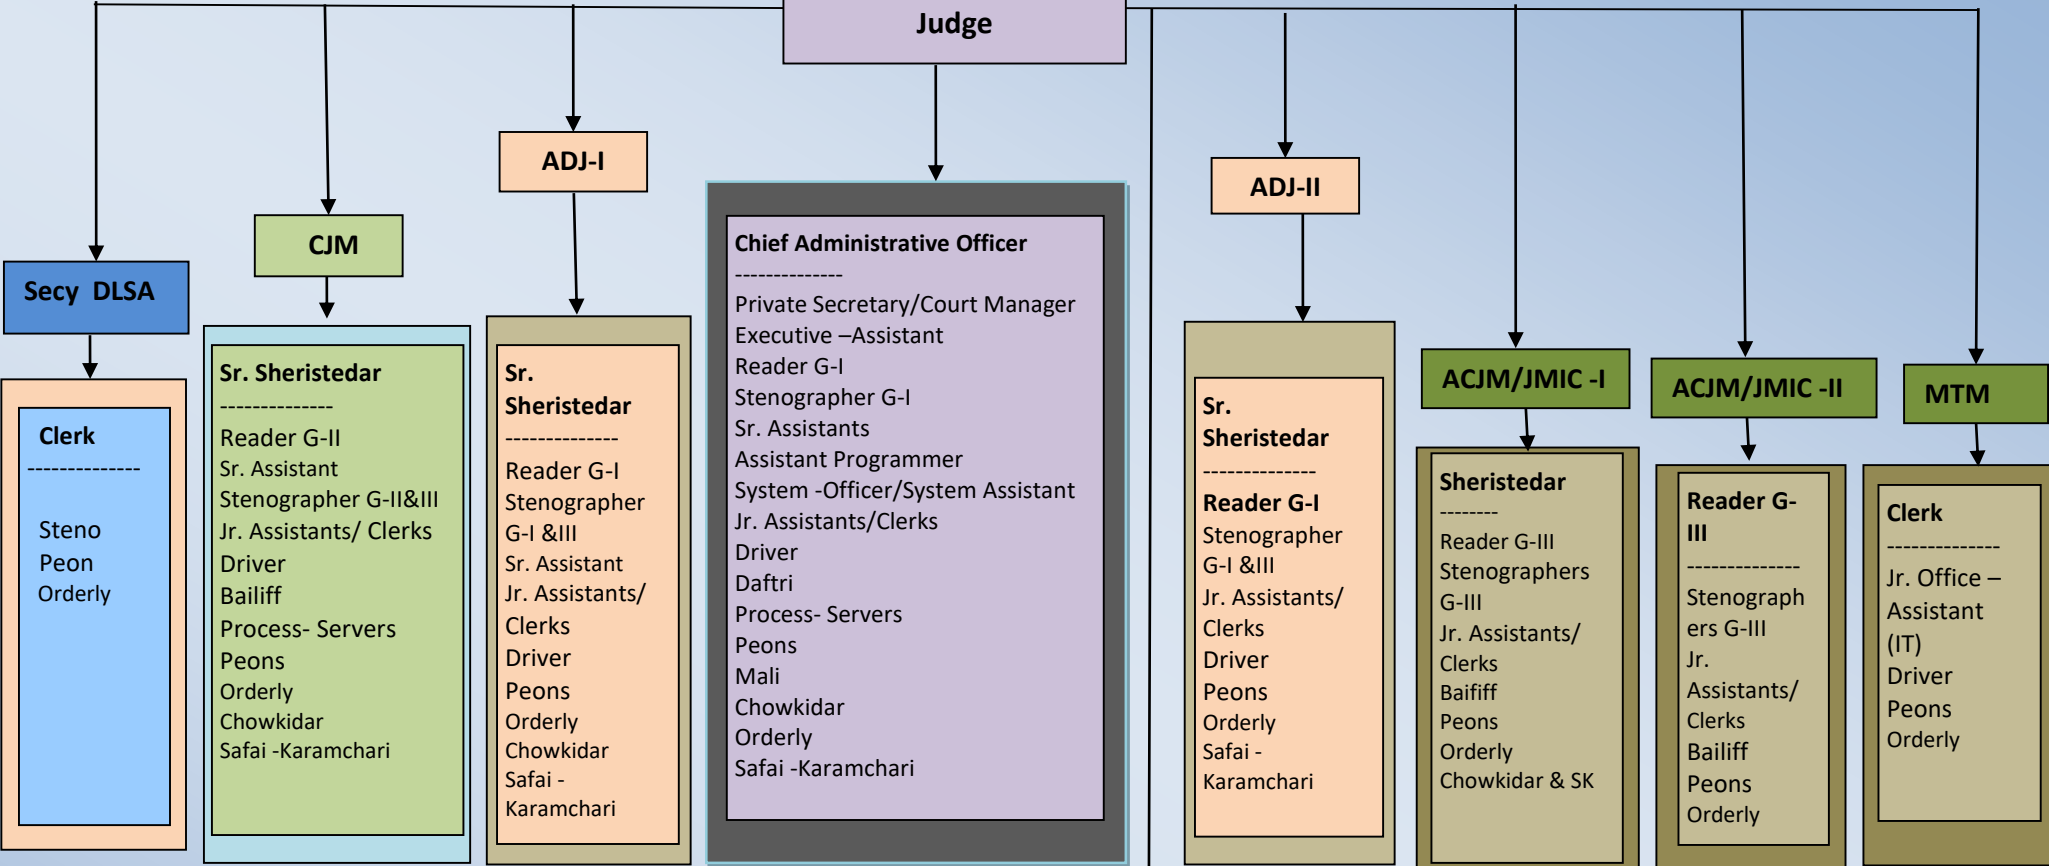 Judge
Secy DLSA
Clerk
--------------
Steno
Peon
Orderly
CJM
Sr. Sheristedar
--------------
Reader G-II
Sr. Assistant
Stenographer G-II&III
Jr. Assistants/ Clerks
Driver
Bailiff
Process- Servers
Peons
Orderly
Chowkidar
Safai -Karamchari
ADJ-I
Sr.
Sheristedar
--------------
Reader G-I
Stenographer
G-I &III
Sr. Assistant
Jr. Assistants/
Clerks
Driver
Peons
Orderly
Chowkidar
Safai -
Karamchari
Chief Administrative Officer
--------------
Private Secretary/Court Manager
Executive –Assistant
Reader G-I
Stenographer G-I
Sr. Assistants
Assistant Programmer
System -Officer/System Assistant
Jr. Assistants/Clerks
Driver
Daftri
Process- Servers
Peons
Mali
Chowkidar
Orderly
Safai -Karamchari
ADJ-II
Sr.
Sheristedar
--------------
Reader G-I
Stenographer
G-I &III
Jr. Assistants/
Clerks
Driver
Peons
Orderly
Safai -
Karamchari
ACJM/JMIC -I
Sheristedar
--------
Reader G-III
Stenographers
G-III
Jr. Assistants/
Clerks
Baififf
Peons
Orderly
Chowkidar & SK
ACJM/JMIC -II
Reader G-
III
--------------
Stenograph
ers G-III
Jr.
Assistants/
Clerks
Bailiff
Peons
Orderly
MTM
Clerk
--------------
Jr. Office –
Assistant
(IT)
Driver
Peons
Orderly